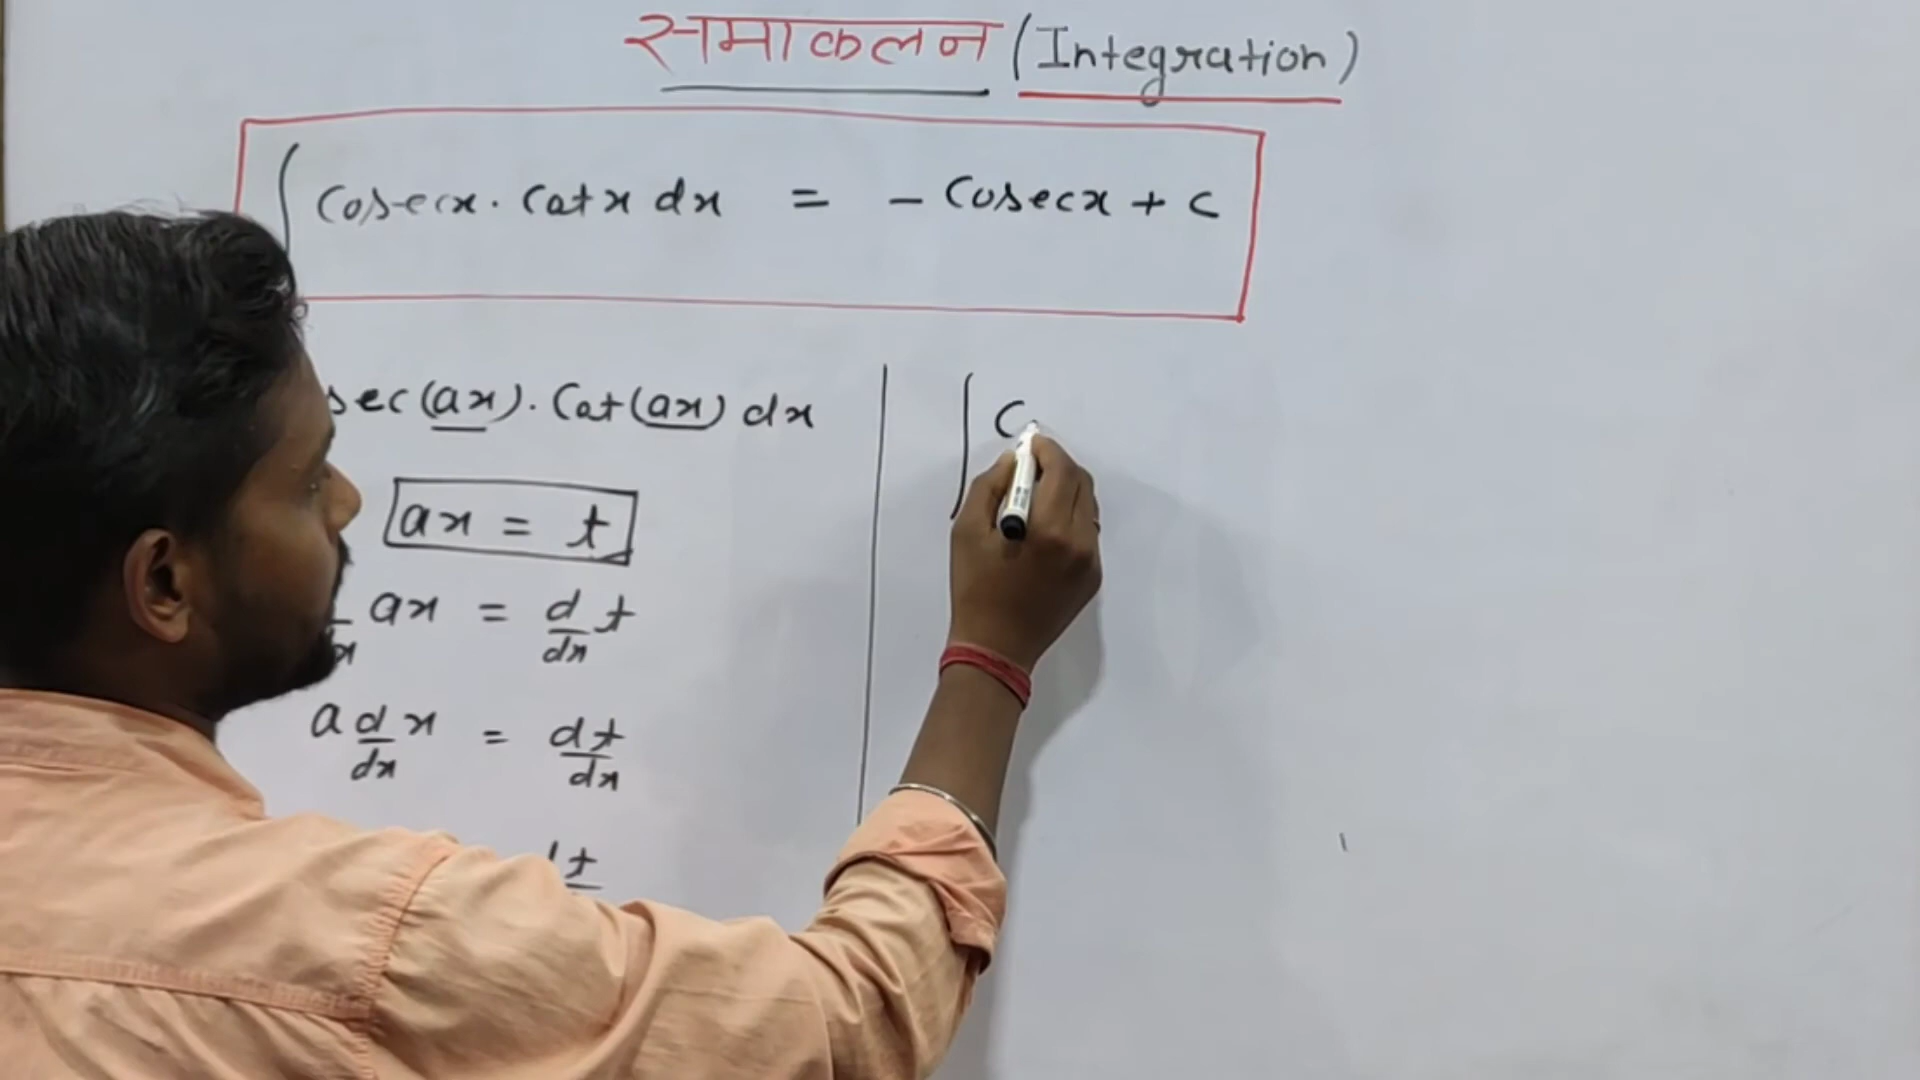 समाकलन (Integration)
∫ Cosecx . Cotx dx = - Cosecx + c
sec(ax) . Cot(ax) dx
ax = t
ax = d/dx t
a d/dx x = dt/dx
∫ C